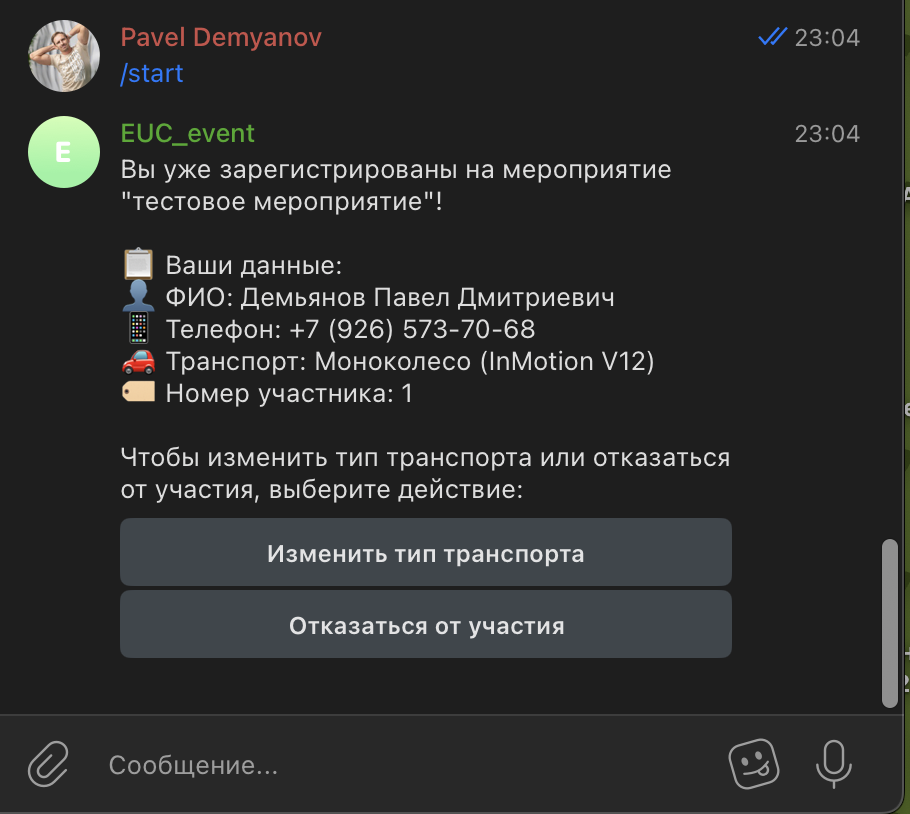 Pavel Demyanov 23:04
/start
E
EUC_event 23:04
Вы уже зарегистрированы на мероприятие
"тестовое мероприятие"!
📋 Ваши данные:
👤 ФИО: Демьянов Павел Дмитриевич
📱 Телефон: +7 (926) 573-70-68
🚗 Транспорт: Моноколесо (InMotion V12)
🏷 Номер участника: 1
Чтобы изменить тип транспорта или отказаться
от участия, выберите действие:
Изменить тип транспорта
Отказаться от участия
Сообщение...